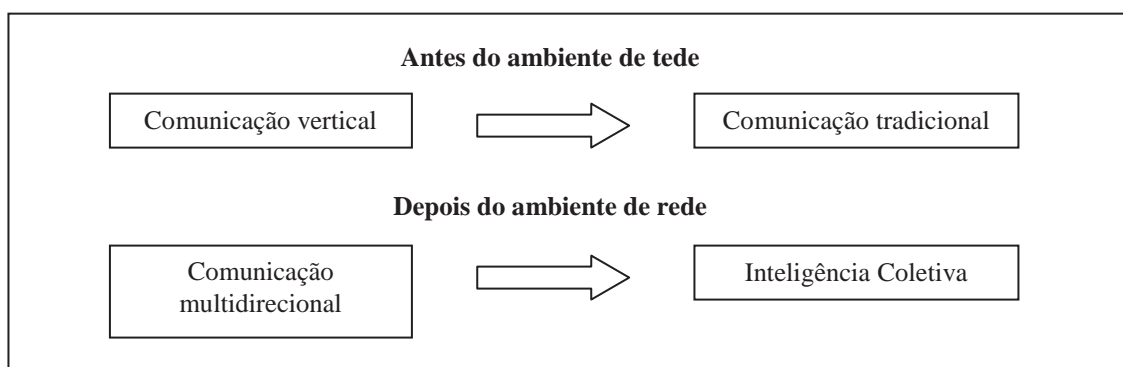 Antes do ambiente de tede
Comunicação vertical
Comunicação tradicional
Depois do ambiente de rede
Comunicação
multidirecional
Inteligência Coletiva